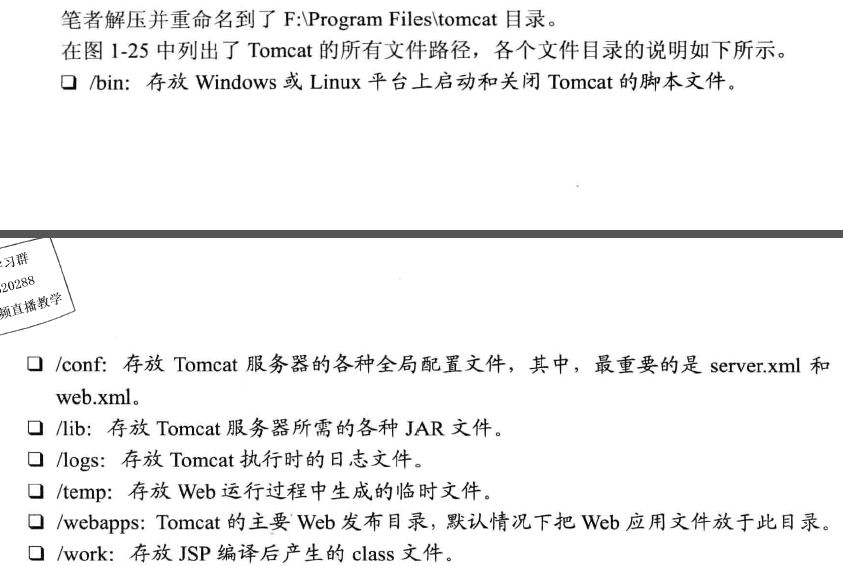 笔者解压并重命名到了 F:\Program Files\tomcat 目录。
在图 1-25 中列出了 Tomcat 的所有文件路径，各个文件目录的说明如下所示。
❏ /bin：存放 Windows 或 Linux 平台上启动和关闭 Tomcat 的脚本文件。
习群
20288
频直播教学
❏ /conf：存放 Tomcat 服务器的各种全局配置文件，其中，最重要的是 server.xml 和
web.xml。
❏ /lib：存放 Tomcat 服务器所需的各种 JAR 文件。
❏ /logs：存放 Tomcat 执行时的日志文件。
❏ /temp：存放 Web 运行过程中生成的临时文件。
❏ /webapps：Tomcat 的主要 Web 发布目录，默认情况下把 Web 应用文件放于此目录。
❏ /work：存放 JSP 编译后产生的 class 文件。